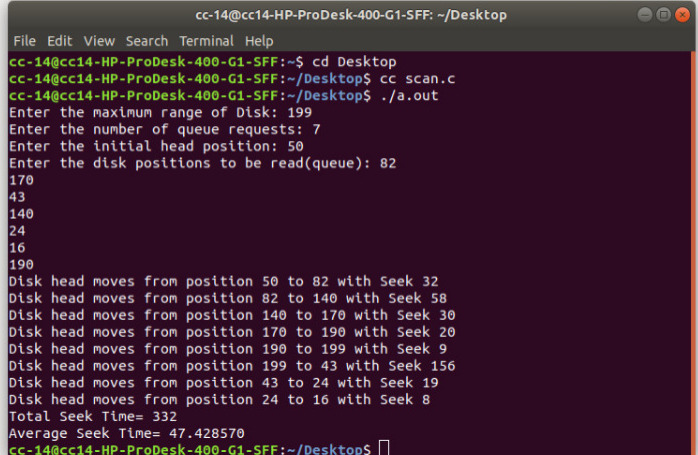 cc-14@cc14-HP-ProDesk-400-G1-SFF: ~/Desktop
File Edit View Search Terminal Help
cc-14@cc14-HP-ProDesk-400-G1-SFF:~$ cd Desktop
cc-14@cc14-HP-ProDesk-400-G1-SFF:~/Desktop$ cc scan.c
cc-14@cc14-HP-ProDesk-400-G1-SFF:~/Desktop$ ./a.out
Enter the maximum range of Disk: 199
Enter the number of queue requests: 7
Enter the initial head position: 50
Enter the disk positions to be read(queue): 82
170
43
140
24
16
190
Disk head moves from position 50 to 82 with Seek 32
Disk head moves from position 82 to 140 with Seek 58
Disk head moves from position 140 to 170 with Seek 30
Disk head moves from position 170 to 190 with Seek 20
Disk head moves from position 190 to 199 with Seek 9
Disk head moves from position 199 to 43 with Seek 156
Disk head moves from position 43 to 24 with Seek 19
Disk head moves from position 24 to 16 with Seek 8
Total Seek Time= 332
Average Seek Time= 47.428570
cc-14@cc14-HP-ProDesk-400-G1-SFF:~/Desktop$